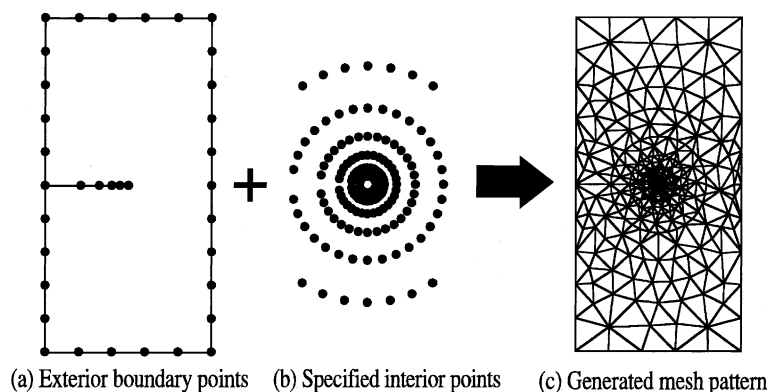 (a) Exterior boundary points
(b) Specified interior points
(c) Generated mesh pattern